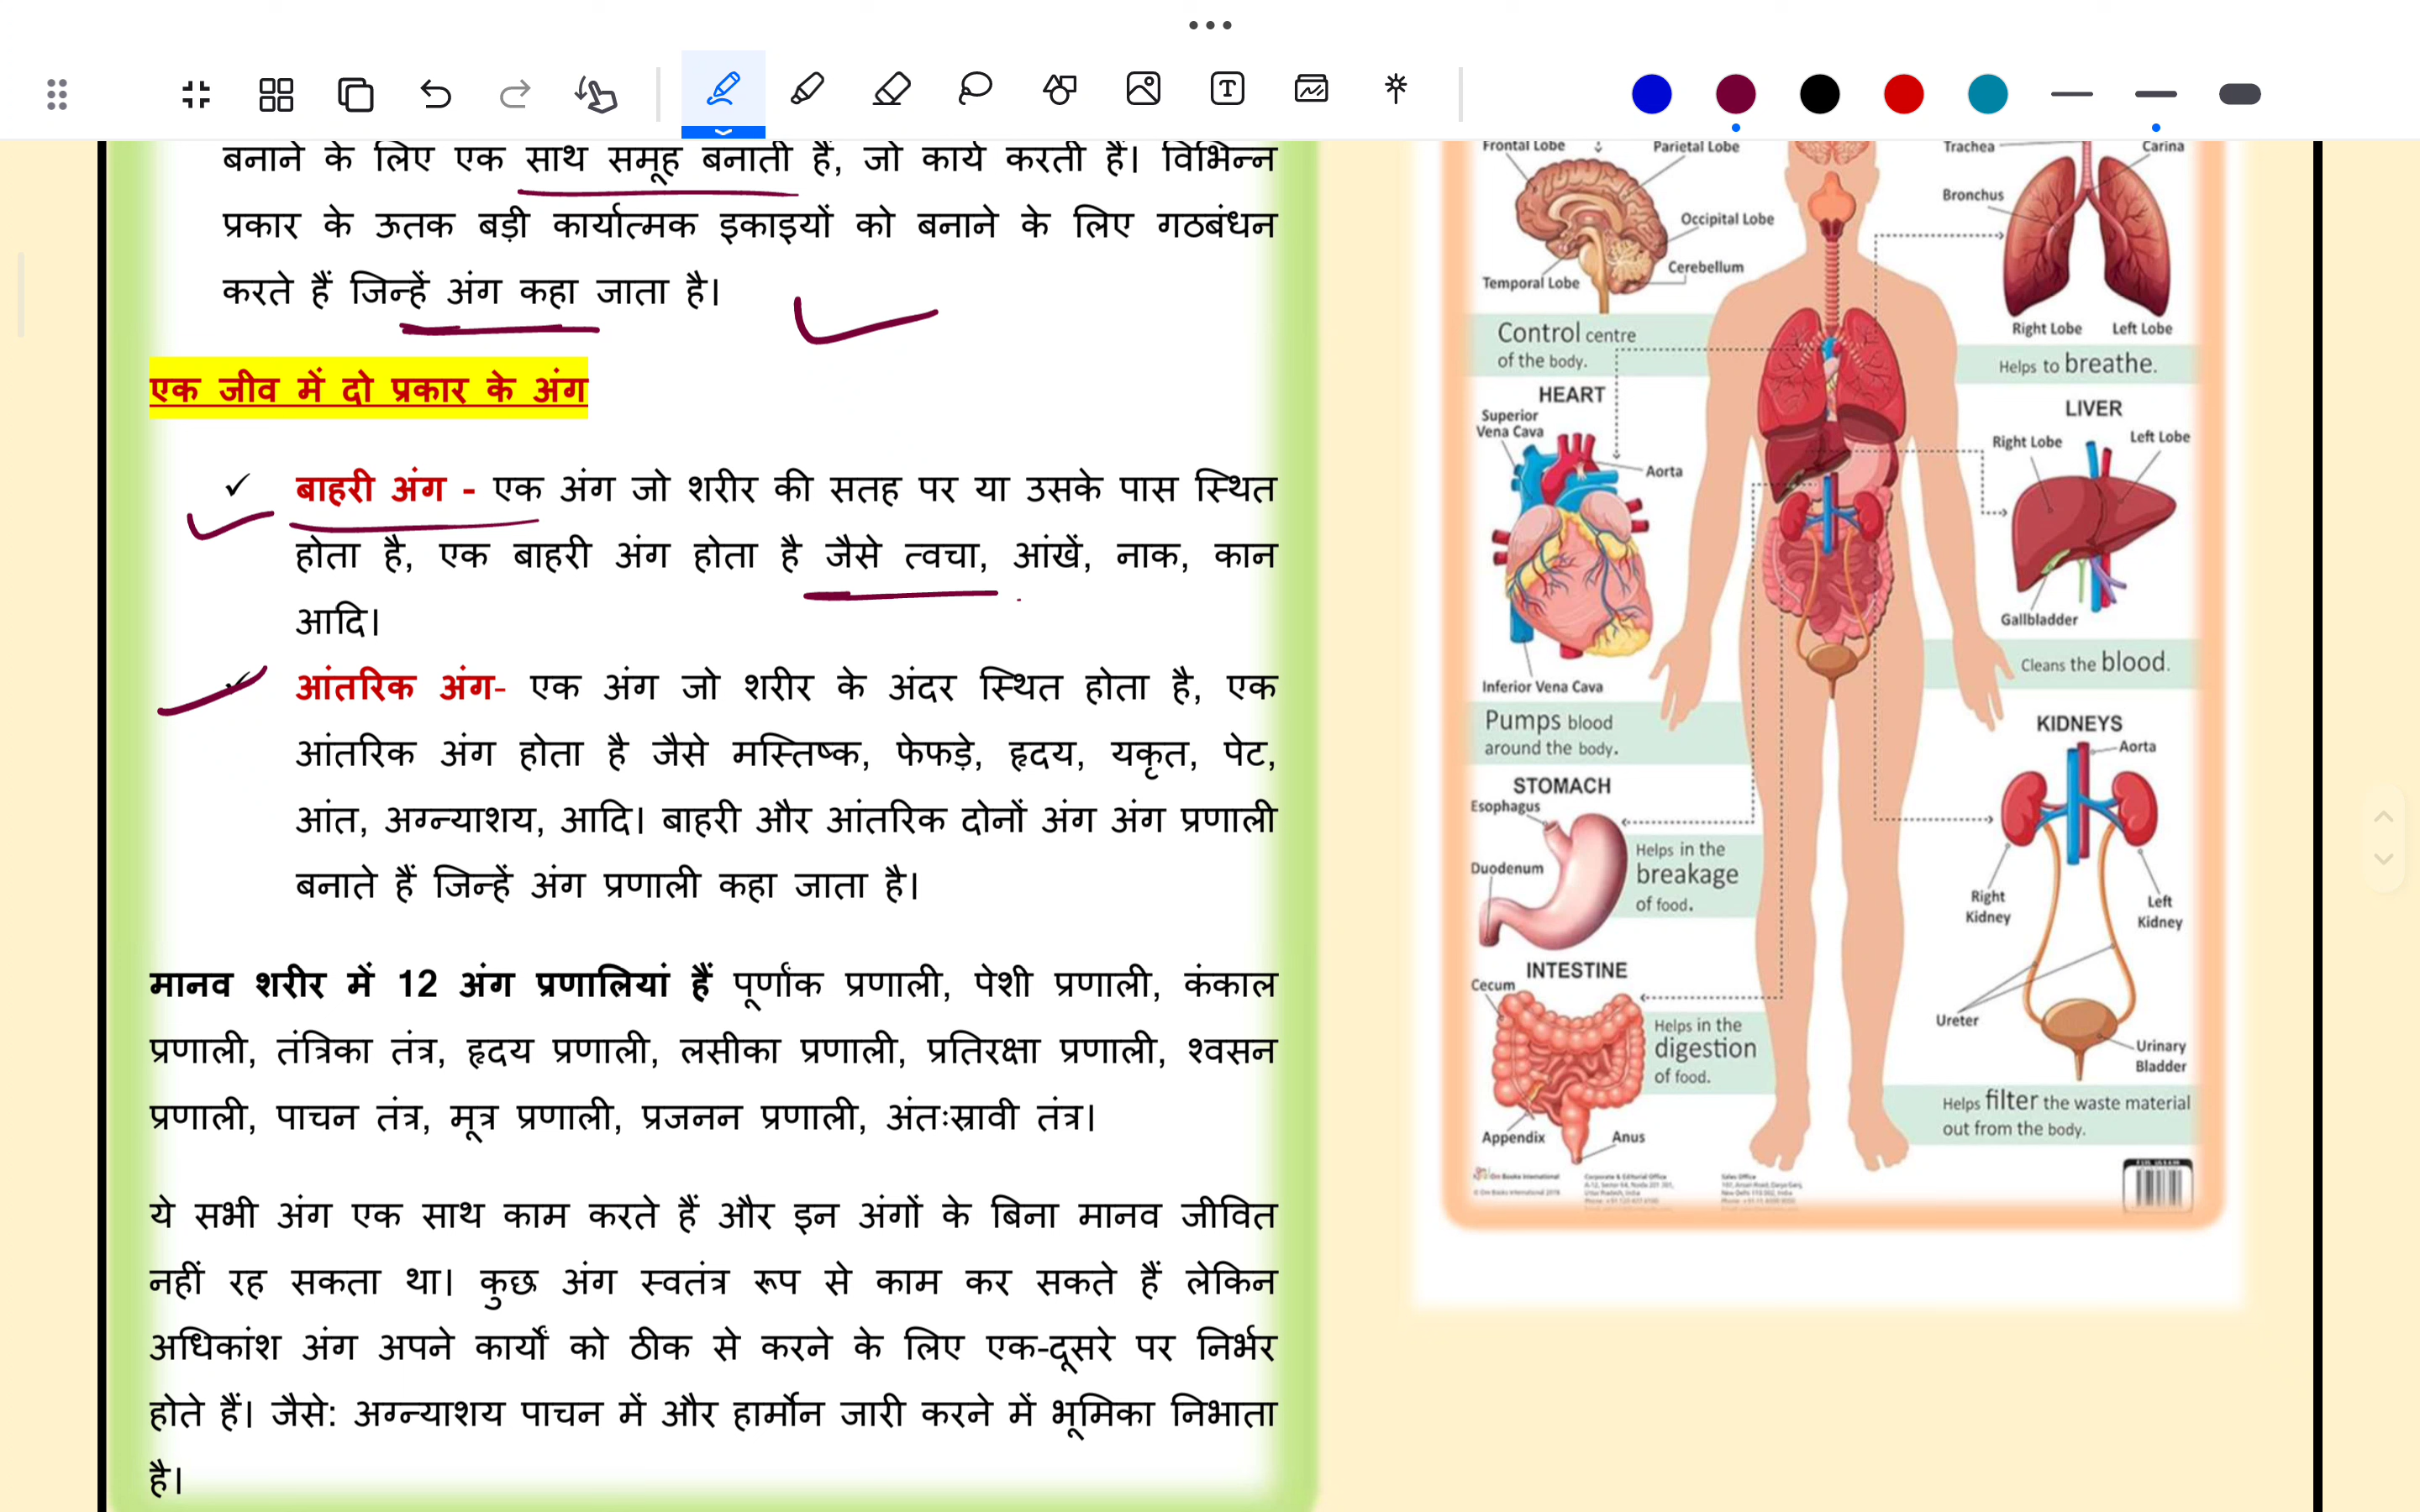 बनाने के लिए एक साथ समूह बनाती हैं, जो कार्य करती हैं। विभिन्न
प्रकार के ऊतक बड़ी कार्यात्मक इकाइयों को बनाने के लिए गठबंधन
करते हैं जिन्हें अंग कहा जाता है।
एक जीव में दो प्रकार के अंग
बाहरी अंग - एक अंग जो शरीर की सतह पर या उसके पास स्थित
होता है, एक बाहरी अंग होता है जैसे त्वचा, आंखें, नाक, कान
आदि।
आंतरिक अंग- एक अंग जो शरीर के अंदर स्थित होता है, एक
आंतरिक अंग होता है जैसे मस्तिष्क, फेफड़े, हृदय, यकृत, पेट,
आंत, अग्न्याशय, आदि। बाहरी और आंतरिक दोनों अंग अंग प्रणाली
बनाते हैं जिन्हें अंग प्रणाली कहा जाता है।
मानव शरीर में 12 अंग प्रणालियां हैं पूर्णांक प्रणाली, पेशी प्रणाली, कंकाल
प्रणाली, तंत्रिका तंत्र, हृदय प्रणाली, लसीका प्रणाली, प्रतिरक्षा प्रणाली, श्वसन
प्रणाली, पाचन तंत्र, मूत्र प्रणाली, प्रजनन प्रणाली, अंतःस्रावी तंत्र।
ये सभी अंग एक साथ काम करते हैं और इन अंगों के बिना मानव जीवित
नहीं रह सकता था। कुछ अंग स्वतंत्र रूप से काम कर सकते हैं लेकिन
अधिकांश अंग अपने कार्यों को ठीक से करने के लिए एक-दूसरे पर निर्भर
होते हैं। जैसे: अग्न्याशय पाचन में और हार्मोन जारी करने में भूमिका निभाता
है।
Frontal Lobe
Parietal Lobe
Occipital Lobe
Cerebellum
Temporal Lobe
Control centre
of the body.
HEART
Superior
Vena Cava
Aorta
Inferior Vena Cava
Pumps blood
around the body.
STOMACH
Esophagus
Duodenum
Helps in the
breakage
of food.
INTESTINE
Cecum
Helps in the
digestion
of food.
Appendix
Anus
Trachea
Carina
Bronchus
Right Lobe
Left Lobe
Helps to breathe.
LIVER
Right Lobe
Left Lobe
Gallbladder
Cleans the blood.
KIDNEYS
Aorta
Right
Kidney
Left
Kidney
Ureter
Urinary
Bladder
Helps filter the waste material
out from the body.
Om Books International
Corporate & Editorial Office
Sales Office